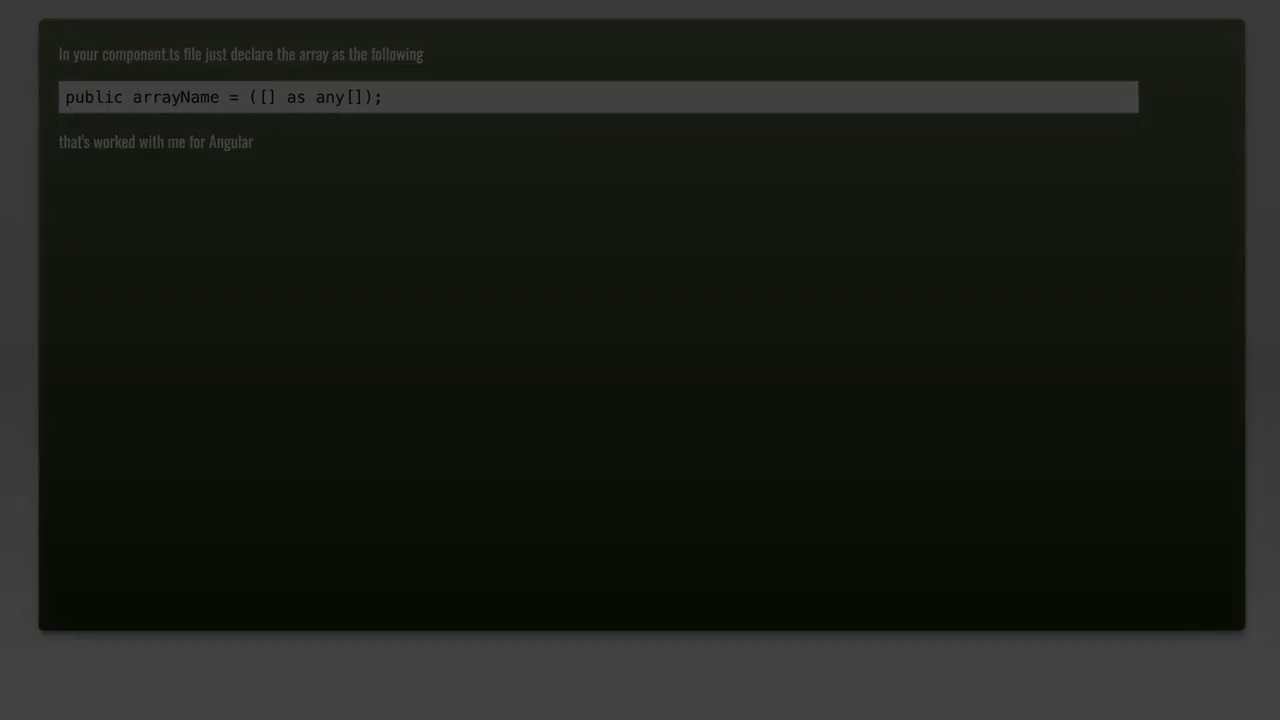 In your component.ts file just declare the array as the following
public arrayName = ([] as any[]);
that's worked with me for Angular